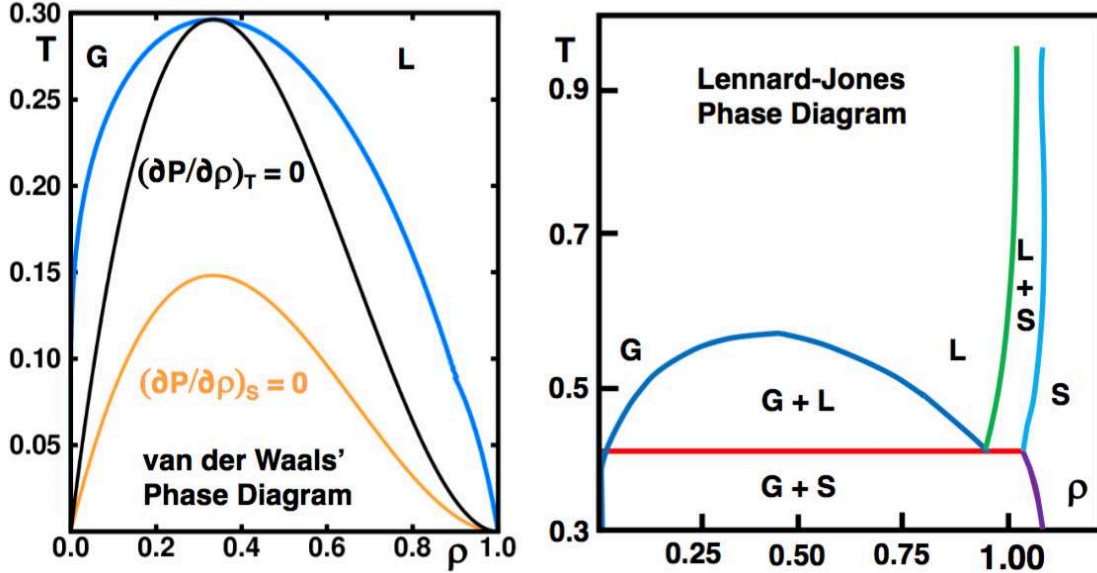 0.30
T
G
L
0.25
0.20
(∂P/∂ρ)T = 0
0.15
0.10
(∂P/∂ρ)S = 0
0.05
van der Waals'
Phase Diagram
0.0
0.2
0.4
0.6
0.8
ρ
1.0
T
Lennard-Jones
Phase Diagram
0.9
0.7
L
+
S
G
L
0.5
G + L
S
G + S
ρ
0.3
0.25
0.50
0.75
1.00